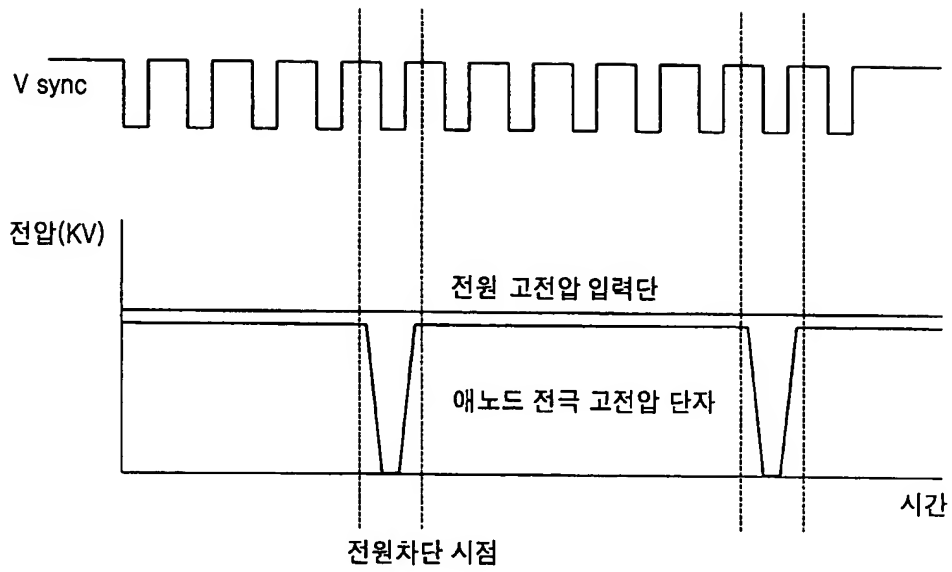 V sync
전압(KV)
전원 고전압 입력단
애노드 전극 고전압 단자
시간
전원차단 시점